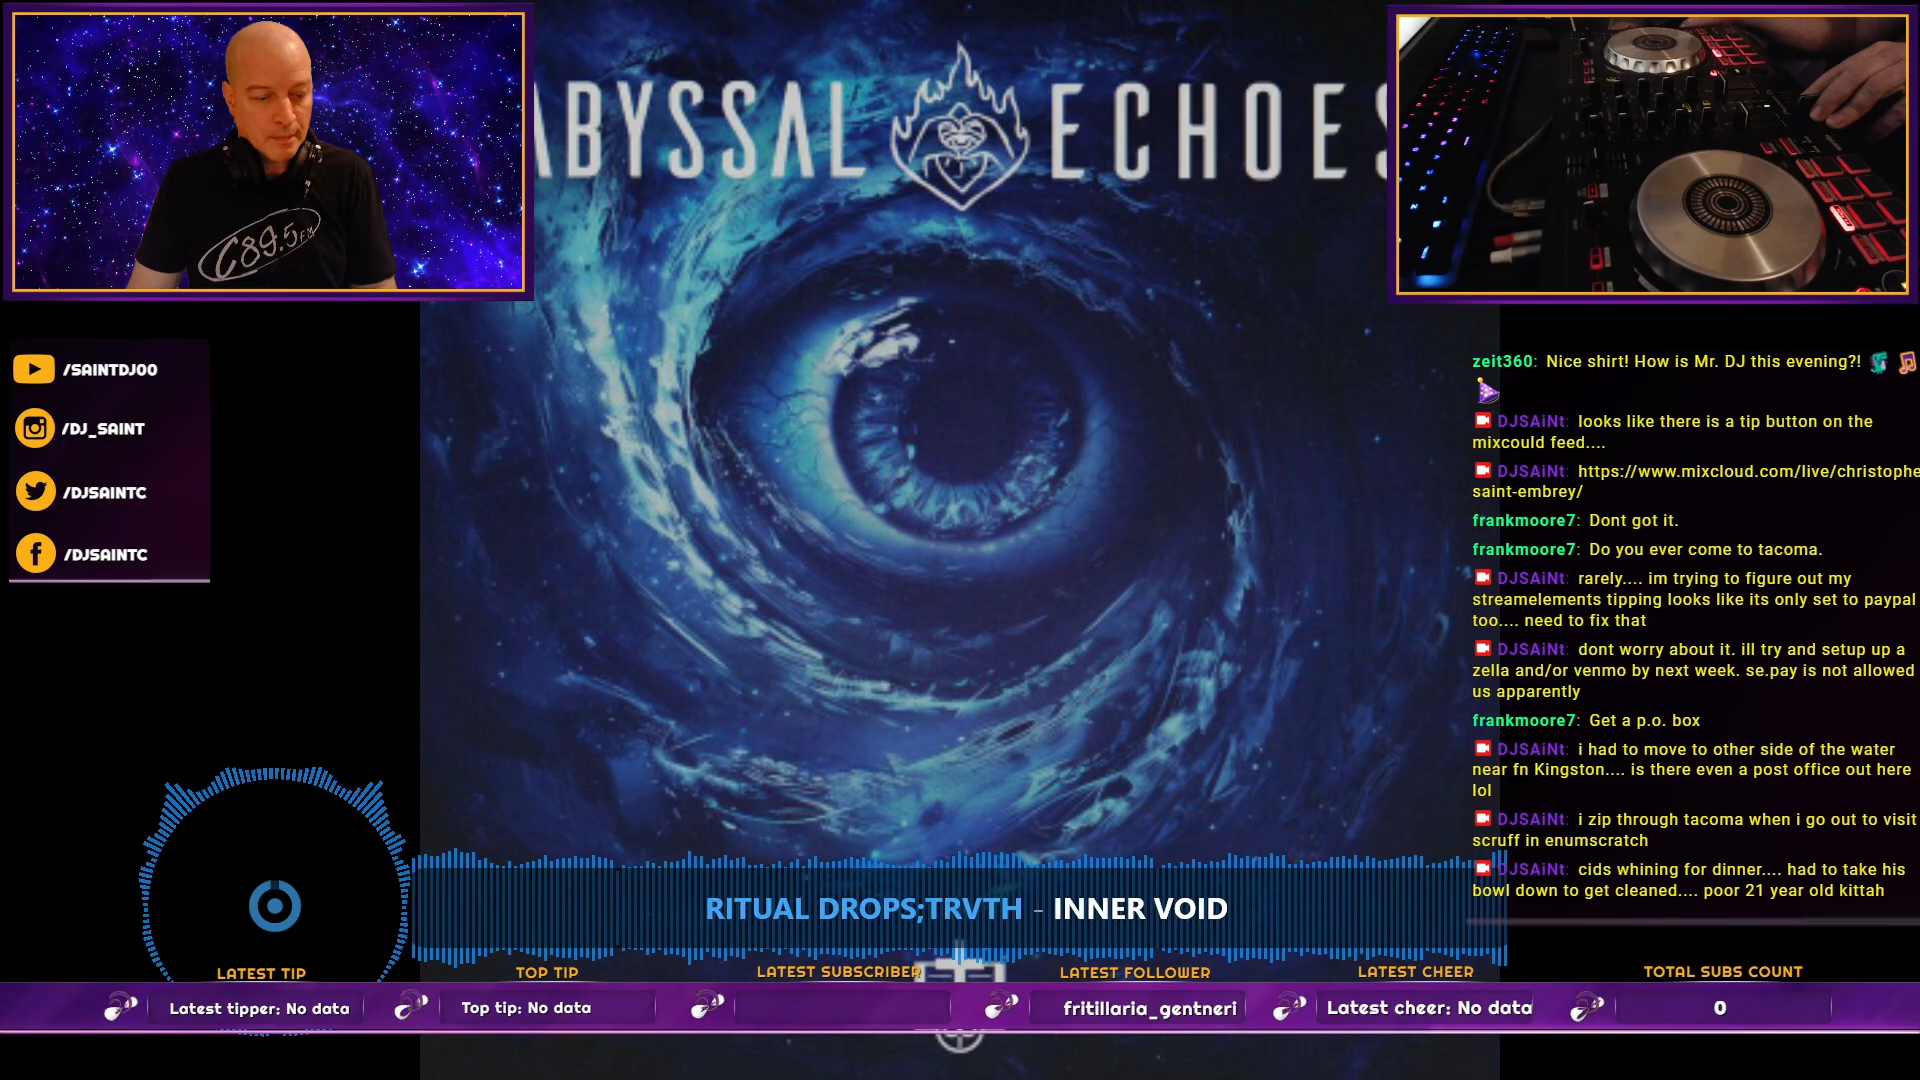 ABYSSAL ECHOES
C89.5 FM
/SAINTDJ00
/DJ_SAINT
/DJSAINTC
/DJSAINTC
zeit360: Nice shirt! How is Mr. DJ this evening?!
DJSAiNt: looks like there is a tip button on the
mixcould feed....
DJSAiNt: https://www.mixcloud.com/live/christophe
saint-embrey/
frankmoore7: Dont got it.
frankmoore7: Do you ever come to tacoma.
DJSAiNt: rarely.... im trying to figure out my
streamelements tipping looks like its only set to paypal
too.... need to fix that
DJSAiNt: dont worry about it. ill try and setup up a
zella and/or venmo by next week. se.pay is not allowed
us apparently
frankmoore7: Get a p.o. box
DJSAiNt: i had to move to other side of the water
near fn Kingston.... is there even a post office out here
lol
DJSAiNt: i zip through tacoma when i go out to visit
scruff in enumscratch
DJSAiNt: cids whining for dinner.... had to take his
bowl down to get cleaned.... poor 21 year old kittah
RITUAL DROPS;TRVTH - INNER VOID
LATEST TIP
TOP TIP
LATEST SUBSCRIBER
LATEST FOLLOWER
LATEST CHEER
TOTAL SUBS COUNT
Latest tipper: No data
Top tip: No data
fritillaria_gentneri
Latest cheer: No data
0